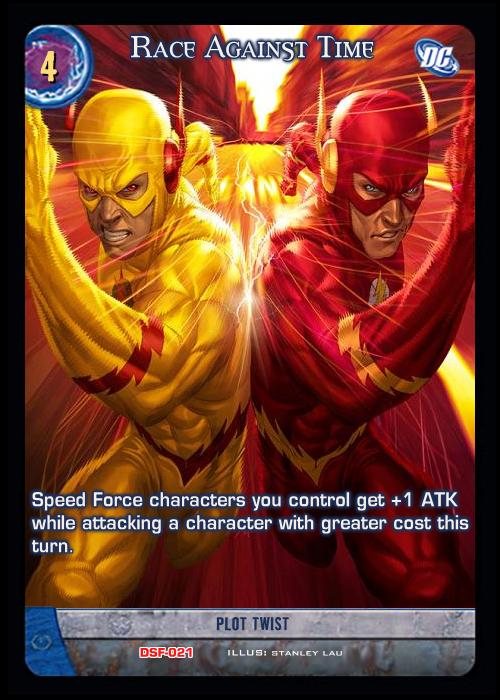 4
Race Against Time
DC
Speed Force characters you control get +1 ATK
while attacking a character with greater cost this
turn.
PLOT TWIST
DSF-021 ILLUS: STANLEY LAU